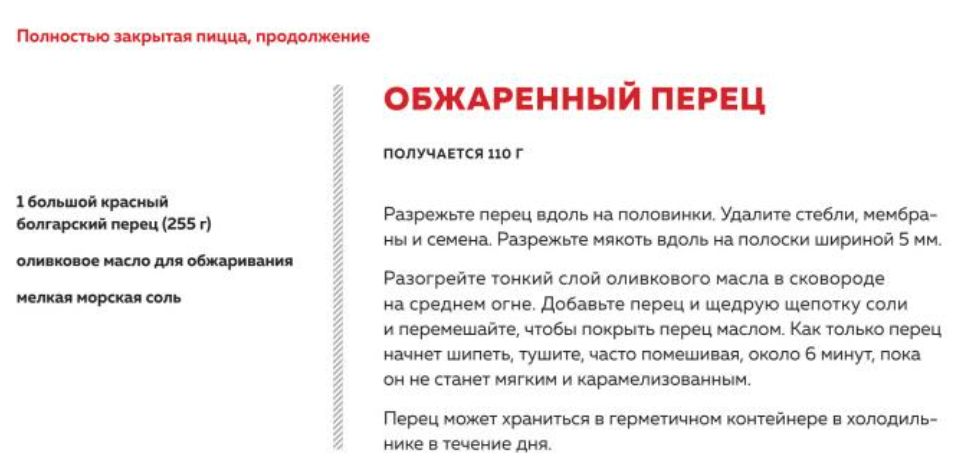 Полностью закрытая пицца, продолжение
ОБЖАРЕННЫЙ ПЕРЕЦ
ПОЛУЧАЕТСЯ 110 Г
1 большой красный
болгарский перец (255 г)
оливковое масло для обжаривания
мелкая морская соль
Разрежьте перец вдоль на половинки. Удалите стебли, мембра-
ны и семена. Разрежьте мякоть вдоль на полоски шириной 5 мм.
Разогрейте тонкий слой оливкового масла в сковороде
на среднем огне. Добавьте перец и щедрую щепотку соли
и перемешайте, чтобы покрыть перец маслом. Как только перец
начнет шипеть, тушите, часто помешивая, около 6 минут, пока
он не станет мягким и карамелизованным.
Перец может храниться в герметичном контейнере в холодиль-
нике в течение дня.